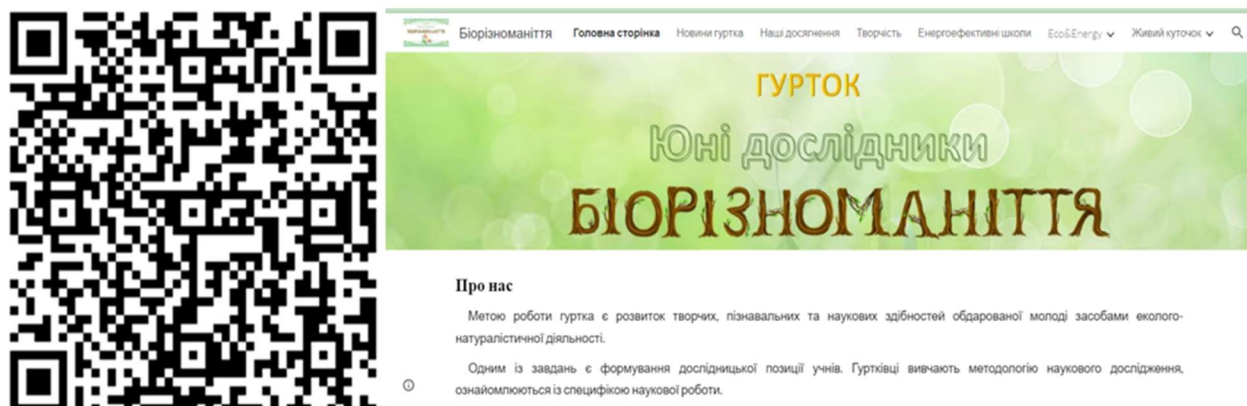 Біорізноманіття Головна сторінка Новини гуртка Наші досягнення Творчість Енергоефективні школи Eco&Energy Живий куточок
ГУРТОК
Юні дослідники
БІОРІЗНОМАНІТТЯ
Про нас
Метою роботи гуртка є розвиток творчих, пізнавальних та наукових здібностей обдарованої молоді засобами еколого-
натуралістичної діяльності.
Одним із завдань є формування дослідницької позиції учнів. Гуртківці вивчають методологію наукового дослідження,
ознайомлюються із специфікою наукової роботи.